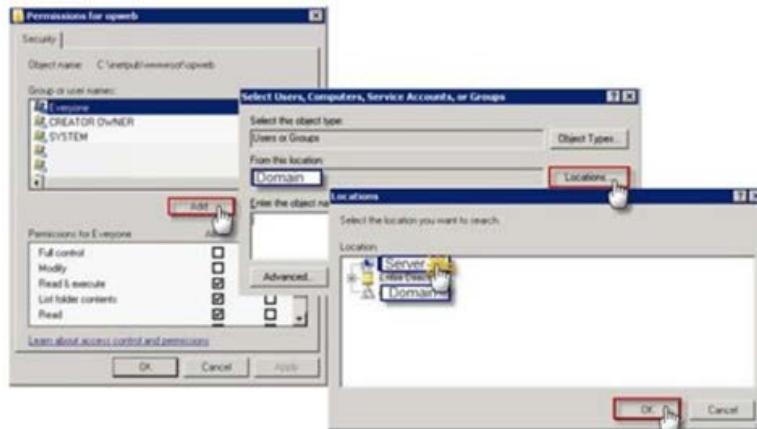 Permissions for opweb
Security
Object name: C:\inetpub\wwwroot\opweb
Group or user names:
Everyone
CREATOR OWNER
SYSTEM
Add...
Permissions for Everyone
Full control
Modify
Read & execute
List folder contents
Read
Learn about access control and permissions
OK
Cancel
Apply
Select Users, Computers, Service Accounts, or Groups
Select this object type:
Users or Groups
Object Types...
From this location:
Domain
Locations...
Enter the object na
Advanced...
Locations
Select the location you want to search.
Location:
Server
Entire Direc
Domain
OK
Cancel